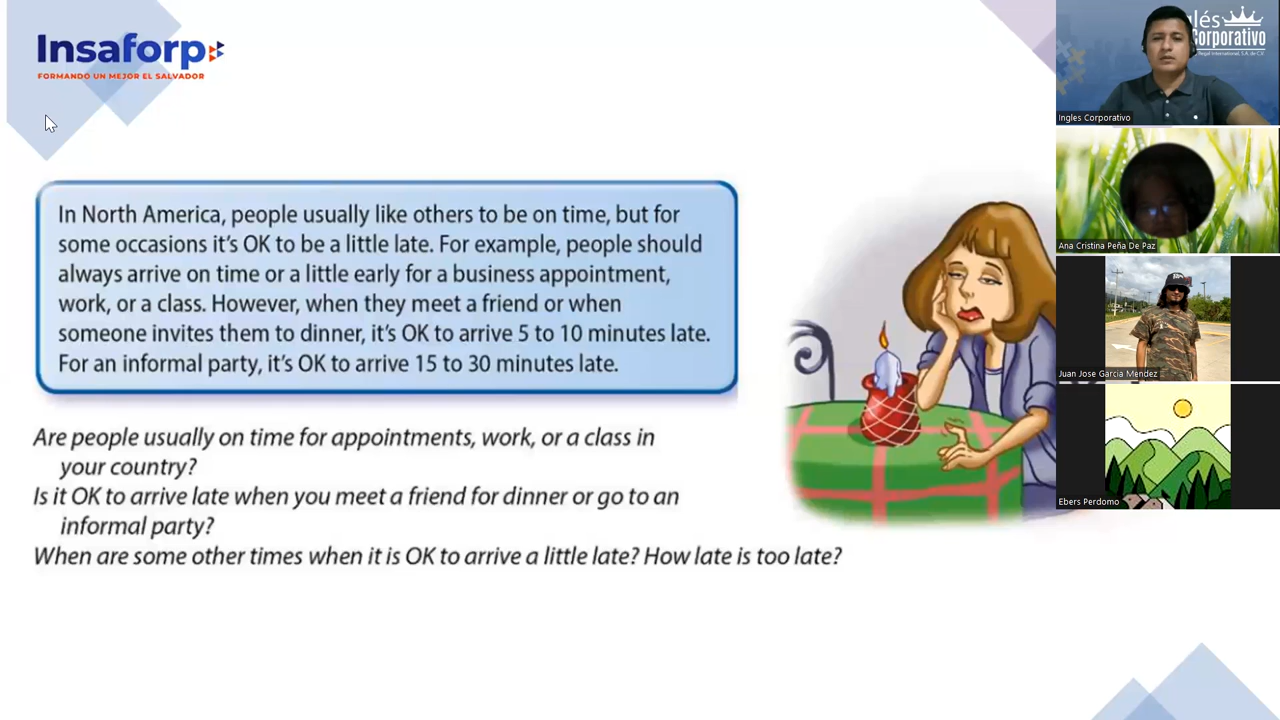 Insaforp
FORMANDO UN MEJOR EL SALVADOR
In North America, people usually like others to be on time, but for
some occasions it's OK to be a little late. For example, people should
always arrive on time or a little early for a business appointment,
work, or a class. However, when they meet a friend or when
someone invites them to dinner, it's OK to arrive 5 to 10 minutes late.
For an informal party, it's OK to arrive 15 to 30 minutes late.
Are people usually on time for appointments, work, or a class in
your country?
Is it OK to arrive late when you meet a friend for dinner or go to an
informal party?
When are some other times when it is OK to arrive a little late? How late is too late?
glés
Corporativo
Ingles Corporativo
Ana Cristina Peña De Paz
Juan Jose Garcia Mendez
Ebers Perdomo